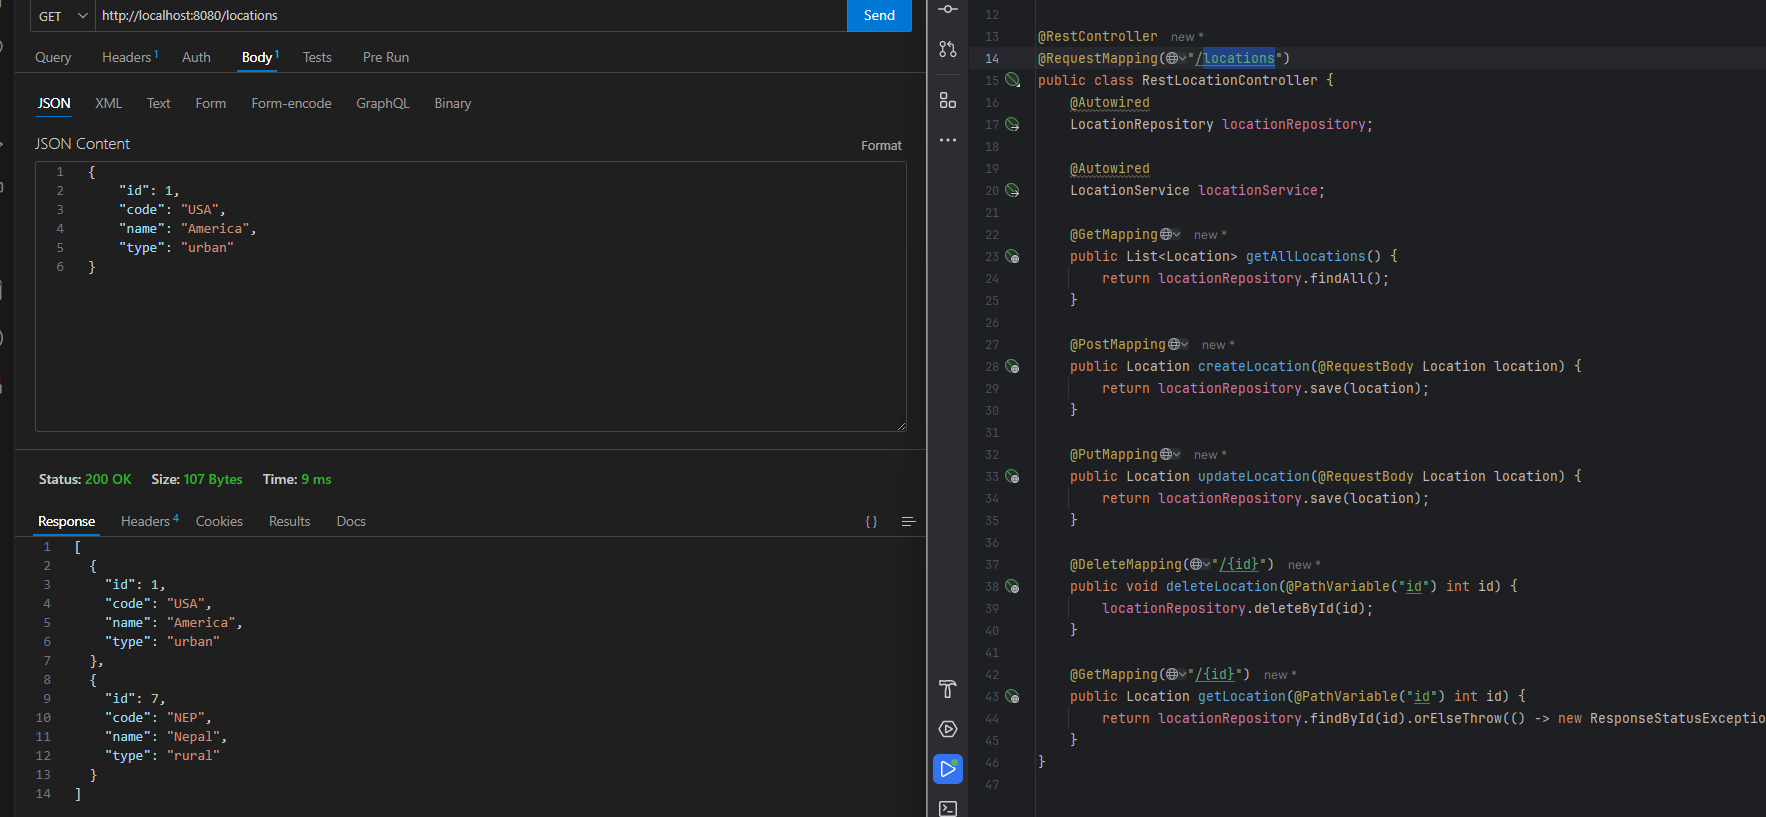 GET http://localhost:8080/locations Send
Query Headers 1 Auth Body 1 Tests Pre Run
JSON XML Text Form Form-encode GraphQL Binary
JSON Content Format
1 {
2 "id": 1,
3 "code": "USA",
4 "name": "America",
5 "type": "urban"
6 }
Status: 200 OK Size: 107 Bytes Time: 9 ms
Response Headers 4 Cookies Results Docs { }
1 [
2 {
3 "id": 1,
4 "code": "USA",
5 "name": "America",
6 "type": "urban"
7 },
8 {
9 "id": 7,
10 "code": "NEP",
11 "name": "Nepal",
12 "type": "rural"
13 }
14 ]
12
13 @RestController new *
14 @RequestMapping("/locations")
15 public class RestLocationController {
16 @Autowired
17 LocationRepository locationRepository;
18
19 @Autowired
20 LocationService locationService;
21
22 @GetMapping new *
23 public List<Location> getAllLocations() {
24 return locationRepository.findAll();
25 }
26
27 @PostMapping new *
28 public Location createLocation(@RequestBody Location location) {
29 return locationRepository.save(location);
30 }
31
32 @PutMapping new *
33 public Location updateLocation(@RequestBody Location location) {
34 return locationRepository.save(location);
35 }
36
37 @DeleteMapping("/{id}") new *
38 public void deleteLocation(@PathVariable("id") int id) {
39 locationRepository.deleteById(id);
40 }
41
42 @GetMapping("/{id}") new *
43 public Location getLocation(@PathVariable("id") int id) {
44 return locationRepository.findById(id).orElseThrow(() -> new ResponseStatusExceptio
45 }
46 }
47